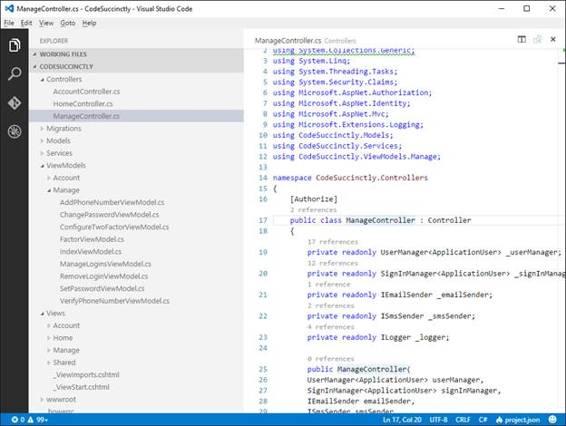 ManageController.cs - CodeSuccinctly - Visual Studio Code
File Edit View Goto Help
EXPLORER
WORKING FILES
CODESUCCINCTLY
Controllers
AccountController.cs
HomeController.cs
ManageController.cs
Migrations
Models
Services
ViewModels
Account
Manage
AddPhoneNumberViewModel.cs
ChangePasswordViewModel.cs
ConfigureTwoFactorViewModel.cs
FactorViewModel.cs
IndexViewModel.cs
ManageLoginsViewModel.cs
RemoveLoginViewModel.cs
SetPasswordViewModel.cs
VerifyPhoneNumberViewModel.cs
Views
Account
Home
Manage
Shared
_ViewImports.cshtml
_ViewStart.cshtml
wwwroot
.bowerrc
ManageController.cs Controllers
2 using System.Collections.Generic;
3 using System.Linq;
4 using System.Threading.Tasks;
5 using System.Security.Claims;
6 using Microsoft.AspNet.Authorization;
7 using Microsoft.AspNet.Identity;
8 using Microsoft.AspNet.Mvc;
9 using Microsoft.Extensions.Logging;
10 using CodeSuccinctly.Models;
11 using CodeSuccinctly.Services;
12 using CodeSuccinctly.ViewModels.Manage;
14 namespace CodeSuccinctly.Controllers
15 {
16 [Authorize]
2 references
17 public class ManageController : Controller
18 {
17 references
19 private readonly UserManager<ApplicationUser> _userManager;
12 references
20 private readonly SignInManager<ApplicationUser> _signInManag
1 reference
21 private readonly IEmailSender _emailSender;
2 references
22 private readonly ISmsSender _smsSender;
4 references
23 private readonly ILogger _logger;
24
0 references
25 public ManageController(
26 UserManager<ApplicationUser> userManager,
27 SignInManager<ApplicationUser> signInManager,
28 IEmailSender emailSender,
ISmsSender smsSender
0 99+ Ln 17, Col 20 UTF-8 CRLF C# project.json